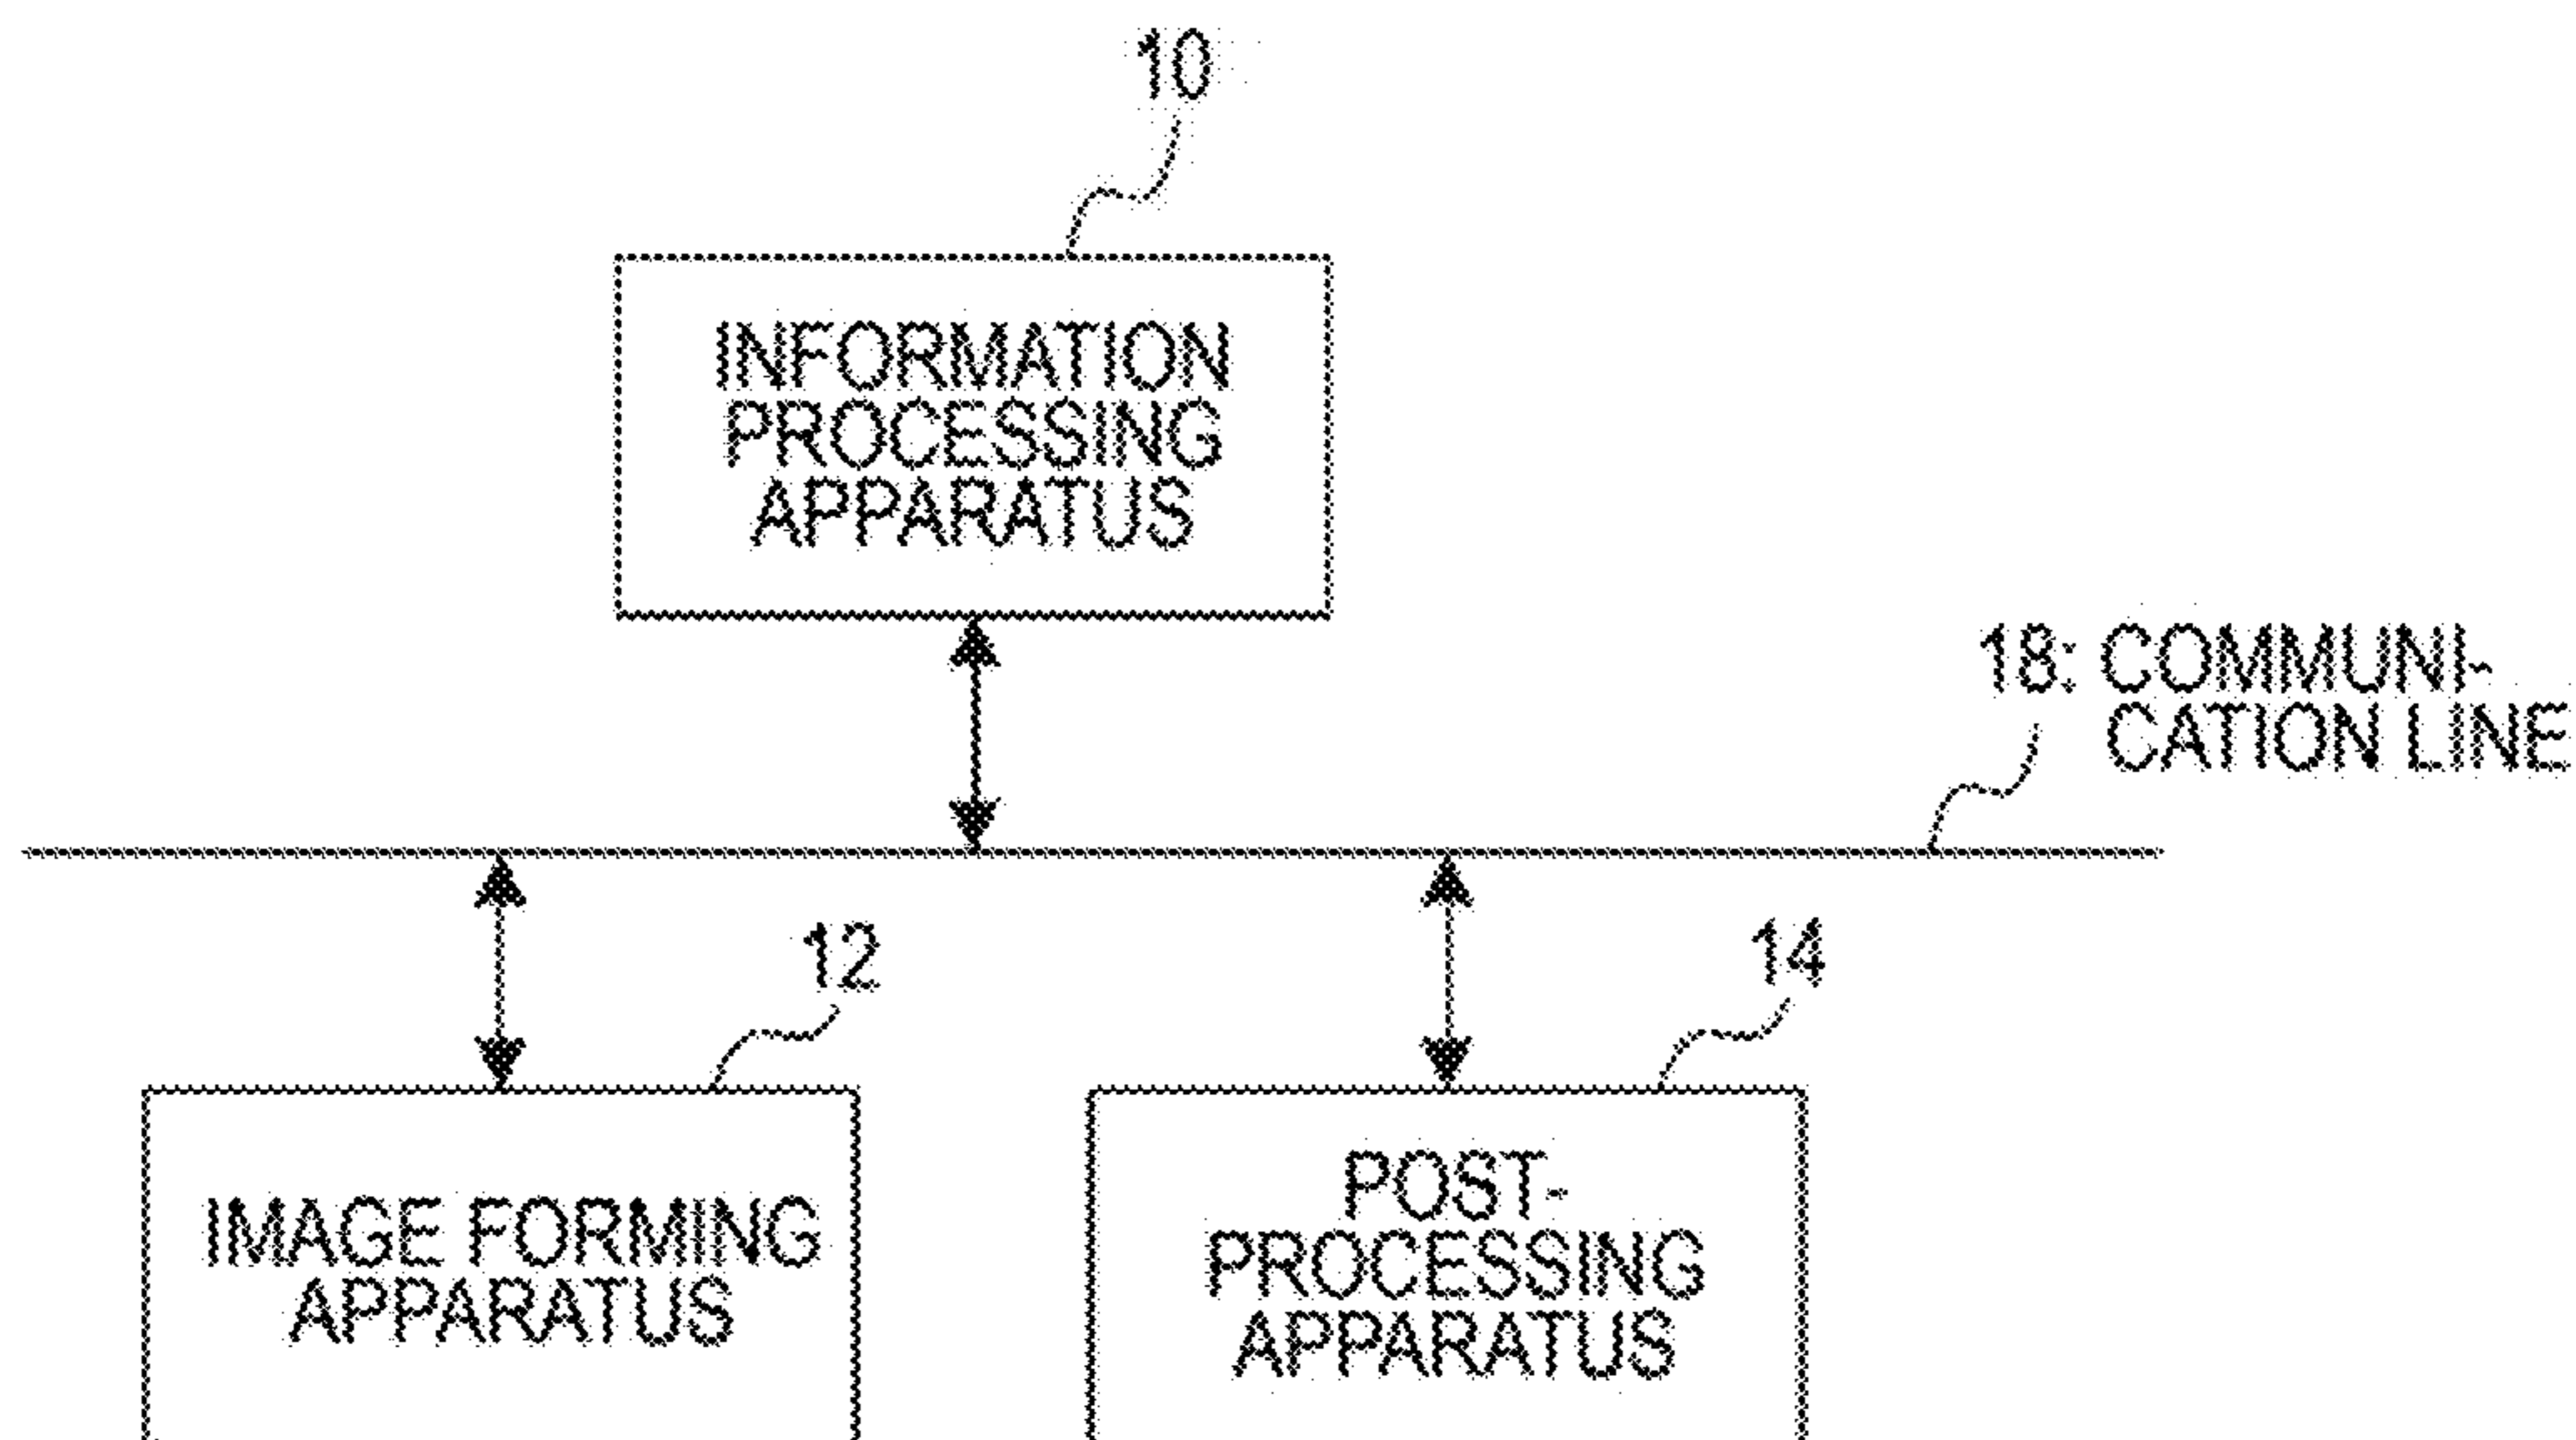 10
INFORMATION
PROCESSING
APPARATUS
18: COMMUNI-
CATION LINE
12
14
IMAGE FORMING
APPARATUS
POST-
PROCESSING
APPARATUS